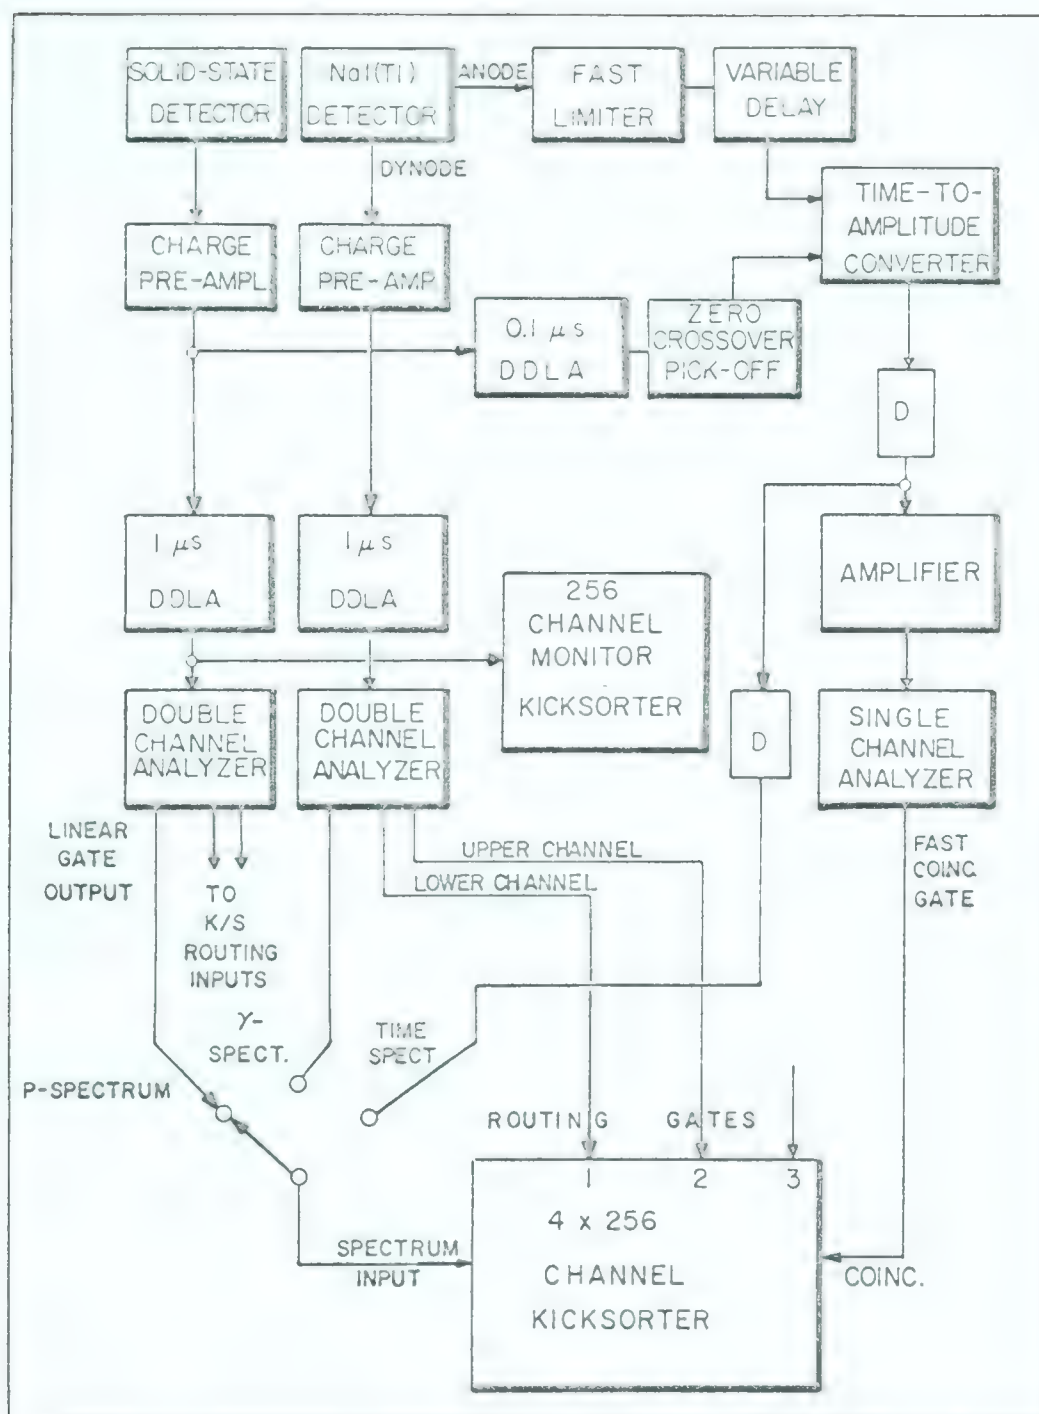 SOLID-STATE
DETECTOR
NaI(Tl)
DETECTOR
ANODE
FAST
LIMITER
VARIABLE
DELAY
DYNODE
TIME-TO-
AMPLITUDE
CONVERTER
CHARGE
PRE-AMPL.
CHARGE
PRE-AMP
0.1 μs
DDLA
ZERO
CROSSOVER
PICK-OFF
D
1 μs
DDLA
1 μs
DDLA
256
CHANNEL
MONITOR
KICKSORTER
AMPLIFIER
DOUBLE
CHANNEL
ANALYZER
DOUBLE
CHANNEL
ANALYZER
D
SINGLE
CHANNEL
ANALYZER
LINEAR
GATE
OUTPUT
TO
K/S
ROUTING
INPUTS
UPPER CHANNEL
LOWER CHANNEL
FAST
COINC.
GATE
γ-
SPECT.
TIME
SPECT
P-SPECTRUM
ROUTING GATES
1 2 3
4 x 256
CHANNEL
KICKSORTER
SPECTRUM
INPUT
COINC.